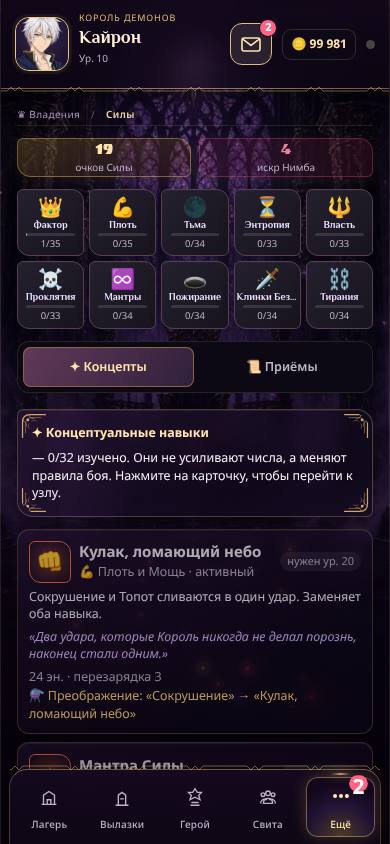 КОРОЛЬ ДЕМОНОВ
Кайрон
Ур. 10
2
99 981
Владения / Силы
19
очков Силы
4
искр Нимба
Фактор
1/35
Плоть
0/35
Тьма
0/34
Энтропия
0/33
Власть
0/33
Проклятия
0/33
Мантры
0/34
Пожирание
0/34
Клинки Без…
0/34
Тирания
0/34
✦ Концепты
Приёмы
✦ Концептуальные навыки
— 0/32 изучено. Они не усиливают числа, а меняют
правила боя. Нажмите на карточку, чтобы перейти к
узлу.
Кулак, ломающий небо
нужен ур. 20
Плоть и Мощь · активный
Сокрушение и Топот сливаются в один удар. Заменяет
оба навыка.
«Два удара, которые Король никогда не делал порознь,
наконец стали одним.»
24 эн. · перезарядка 3
Преображение: «Сокрушение» → «Кулак,
ломающий небо»
Мантра Силы
2
Лагерь
Вылазки
Герой
Свита
Ещё